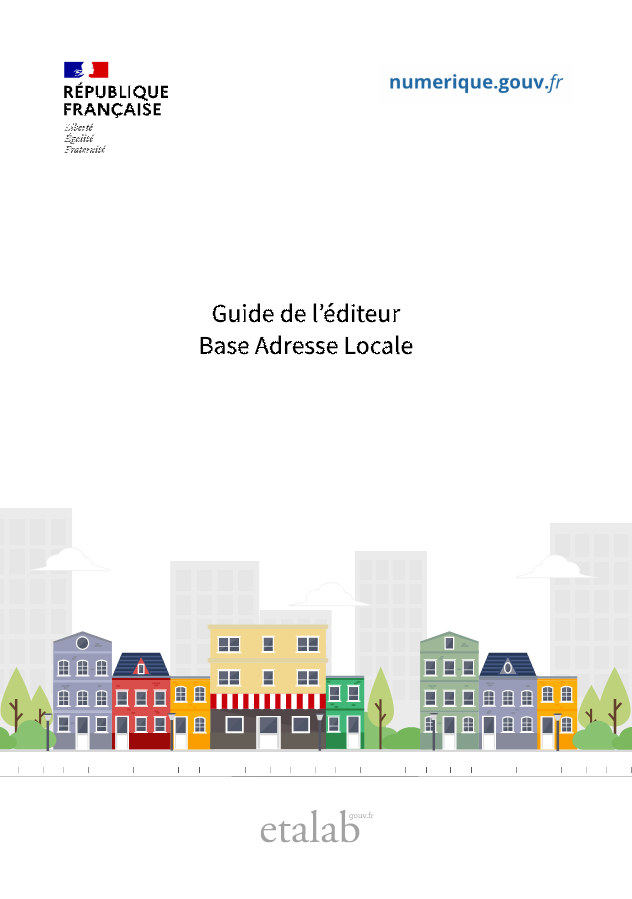 RÉPUBLIQUE
FRANÇAISE
Liberté
Égalité
Fraternité
numerique.gouv.fr
Guide de l’éditeur
Base Adresse Locale
etalab gouv.fr